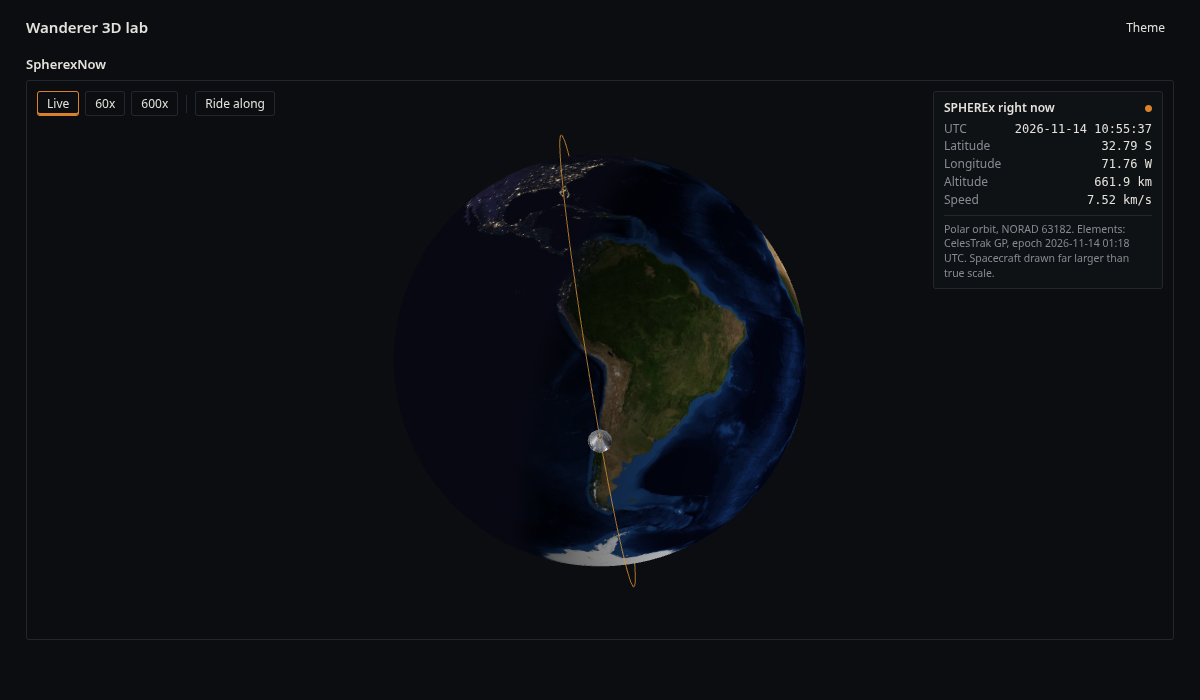 Wanderer 3D lab
Theme
SpherexNow
Live
60x
600x
Ride along
SPHEREx right now
UTC 2026-11-14 10:55:37
Latitude 32.79 S
Longitude 71.76 W
Altitude 661.9 km
Speed 7.52 km/s
Polar orbit, NORAD 63182. Elements:
CelesTrak GP, epoch 2026-11-14 01:18
UTC. Spacecraft drawn far larger than
true scale.